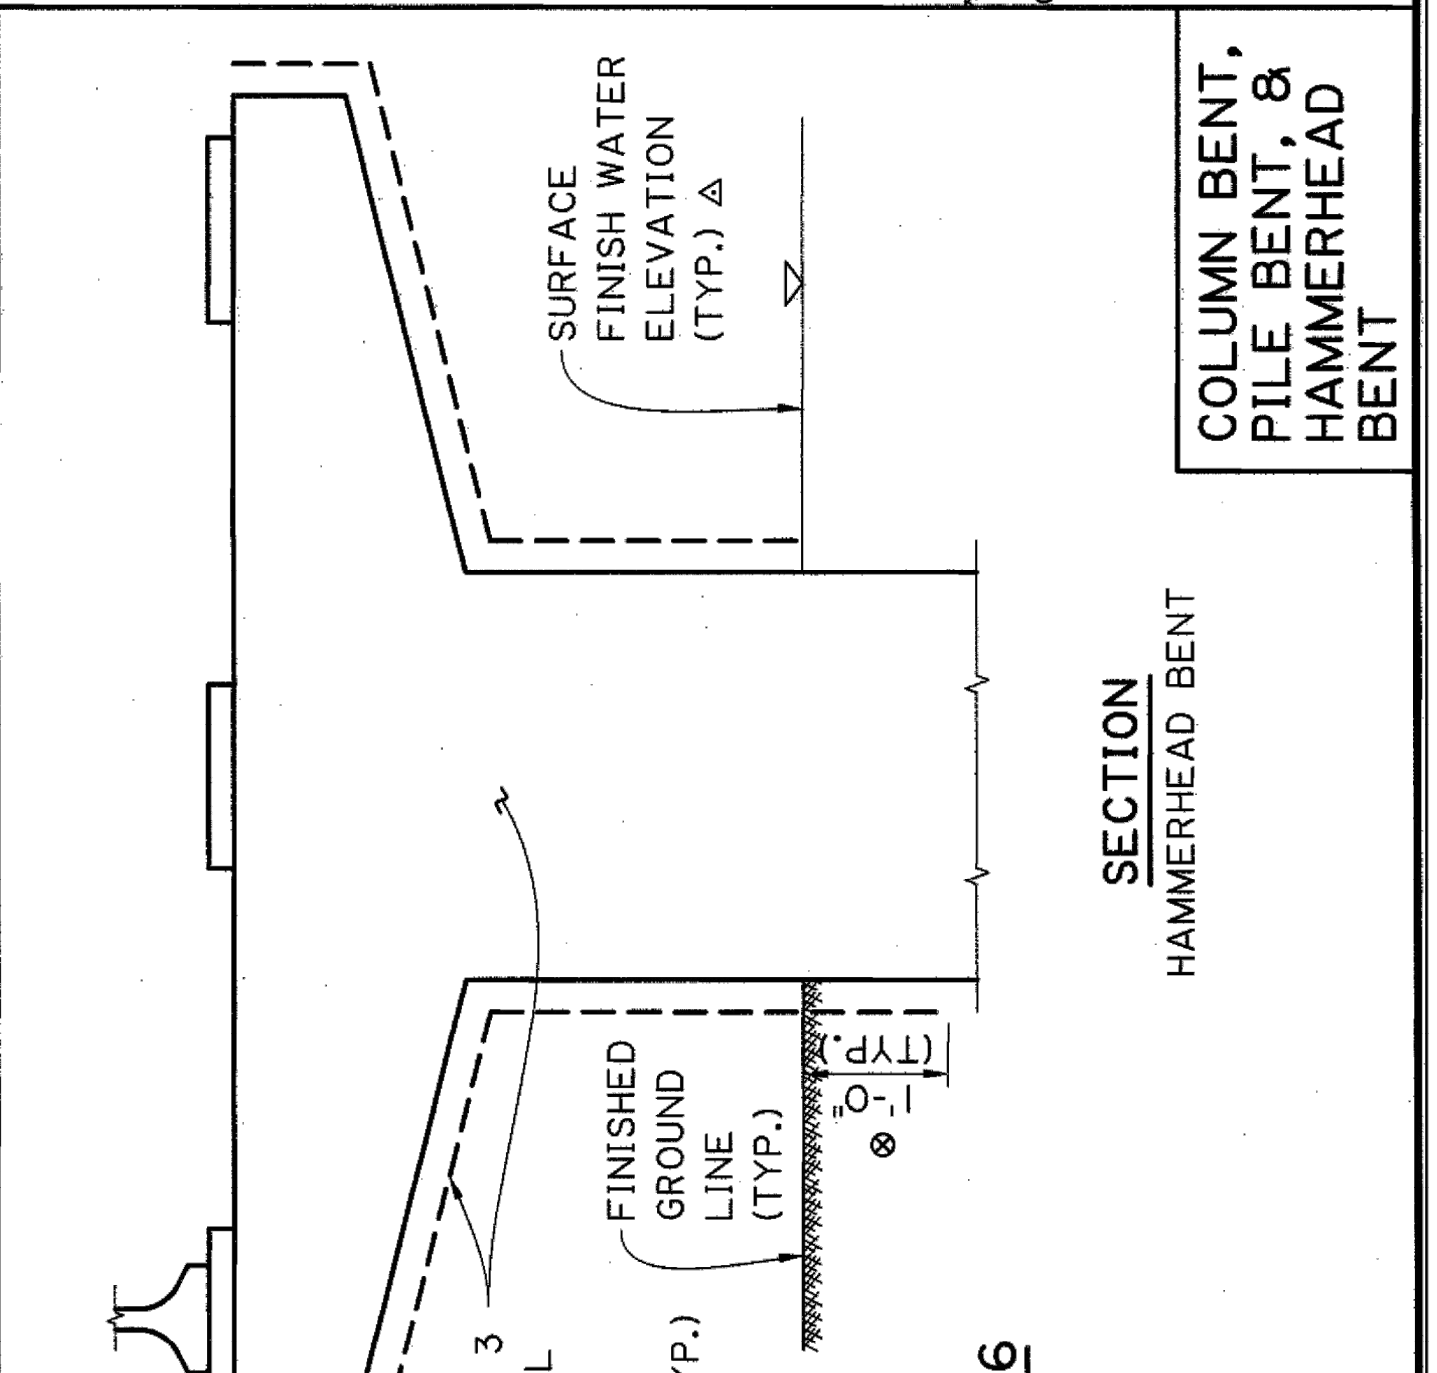 SURFACE
FINISH WATER
ELEVATION
(TYP.)
FINISHED
GROUND
LINE
(TYP.)
1'-0"
(TYP.)
3
L
YP.)
SECTION
HAMMERHEAD BENT
COLUMN BENT,
PILE BENT, &
HAMMERHEAD
BENT